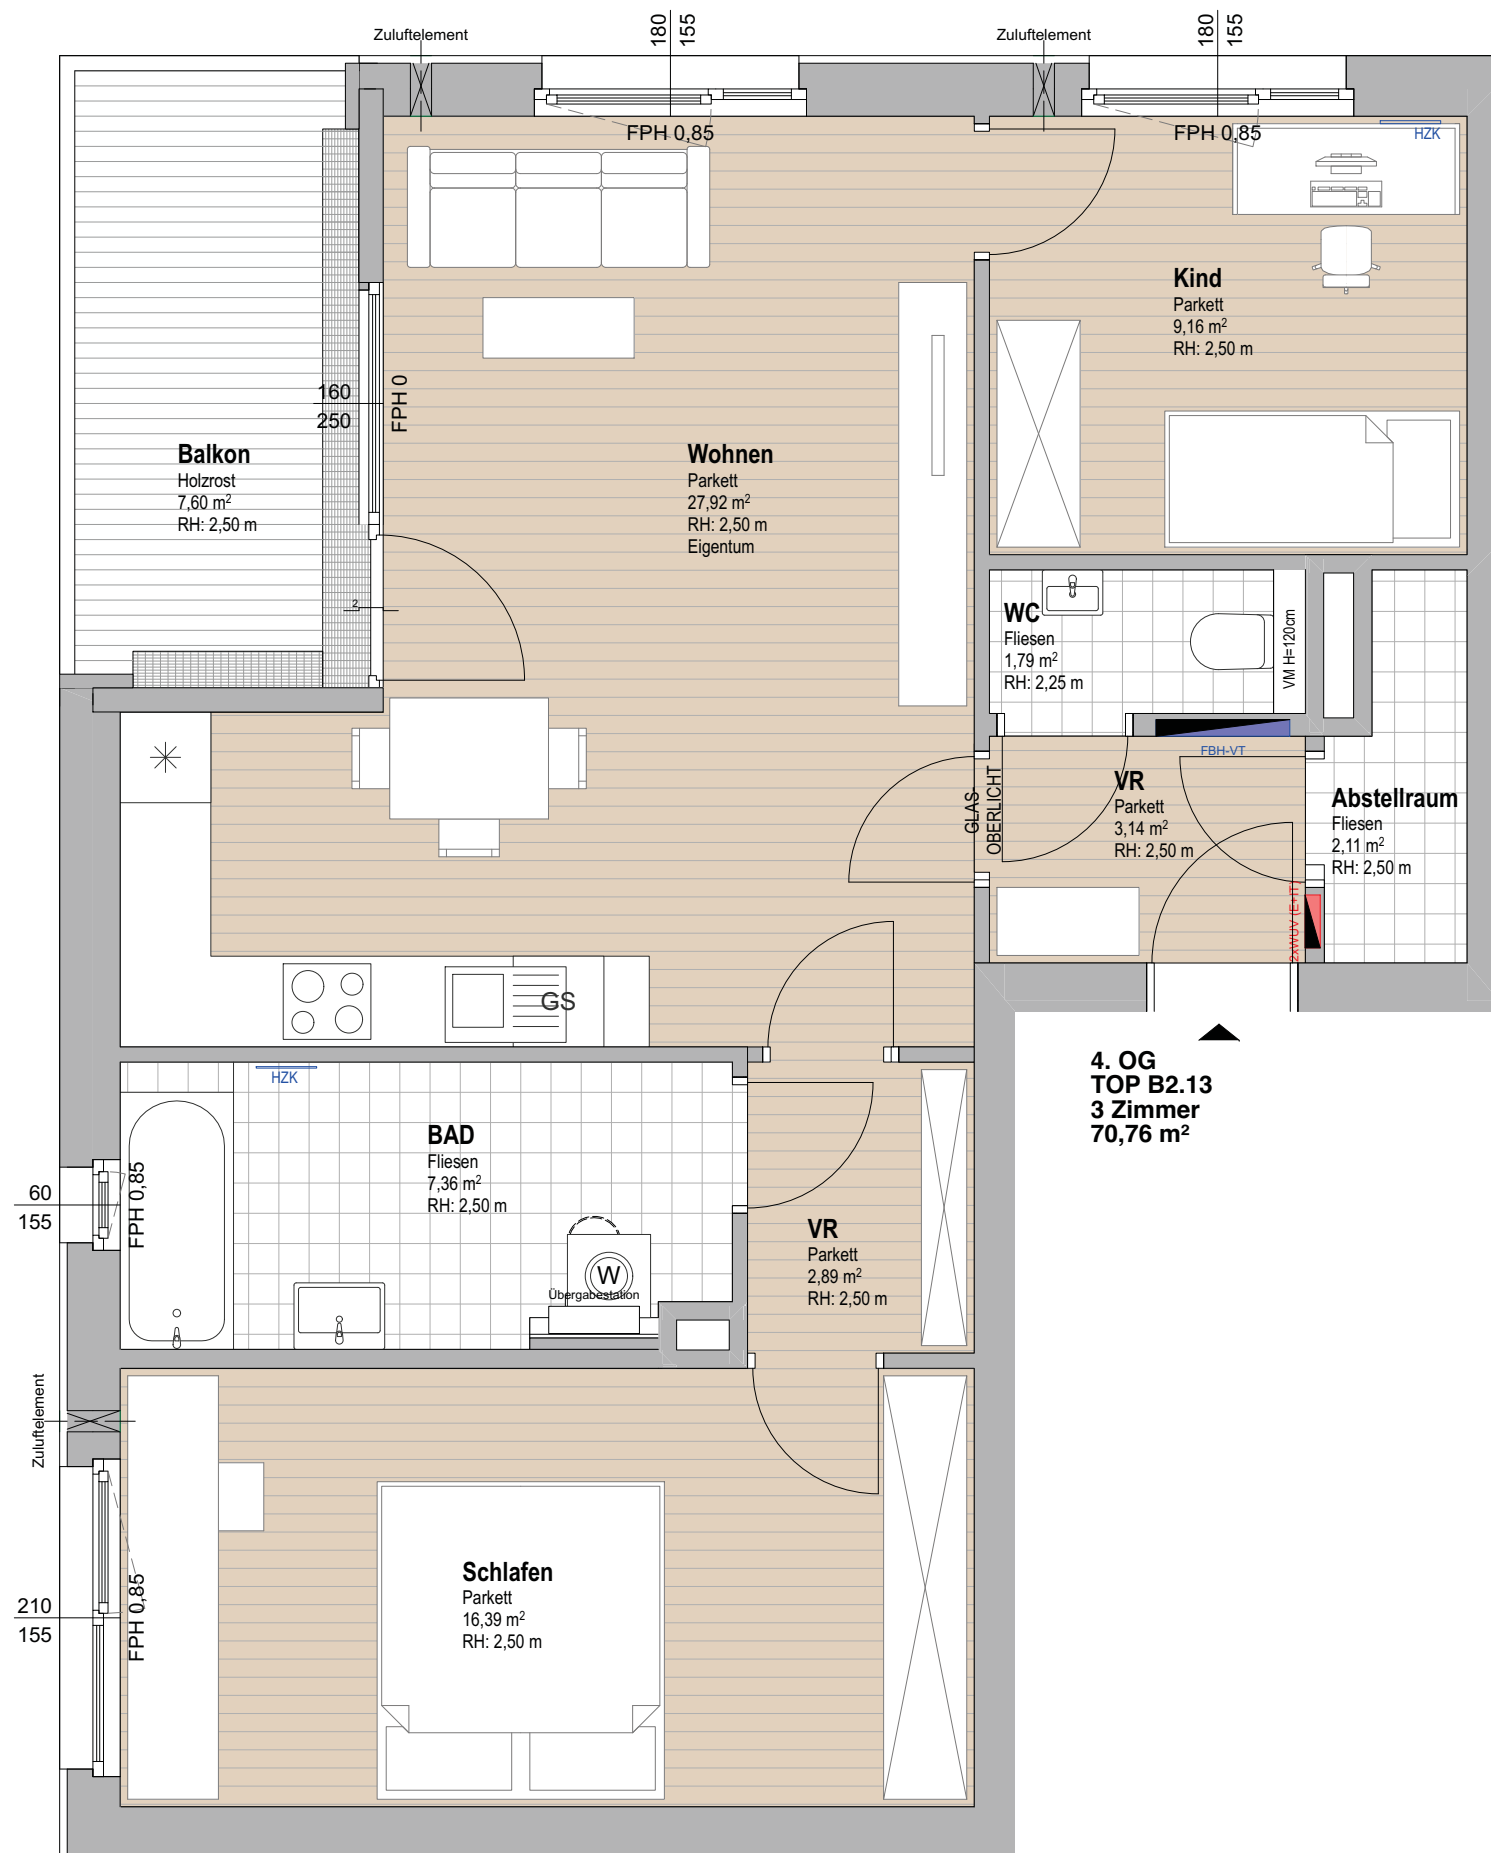 Zuluftelement
180
155
Zuluftelement
180
155
FPH 0,85
FPH 0,85
HZK
Kind
Parkett
9,16 m²
RH: 2,50 m
160
250
FPH 0
Balkon
Holzrost
7,60 m²
RH: 2,50 m
Wohnen
Parkett
27,92 m²
RH: 2,50 m
Eigentum
2
WC
Fliesen
1,79 m²
RH: 2,25 m
VM H=120cm
FBH-VT
GLAS-
OBERLICHT
VR
Parkett
3,14 m²
RH: 2,50 m
Abstellraum
Fliesen
2,11 m²
RH: 2,50 m
2xWUV (E+IT)
GS
4. OG
TOP B2.13
3 Zimmer
70,76 m²
HZK
BAD
Fliesen
7,36 m²
RH: 2,50 m
60
155
FPH 0,85
VR
Parkett
2,89 m²
RH: 2,50 m
W
Übergabestation
Zuluftelement
Schlafen
Parkett
16,39 m²
RH: 2,50 m
210
155
FPH 0,85